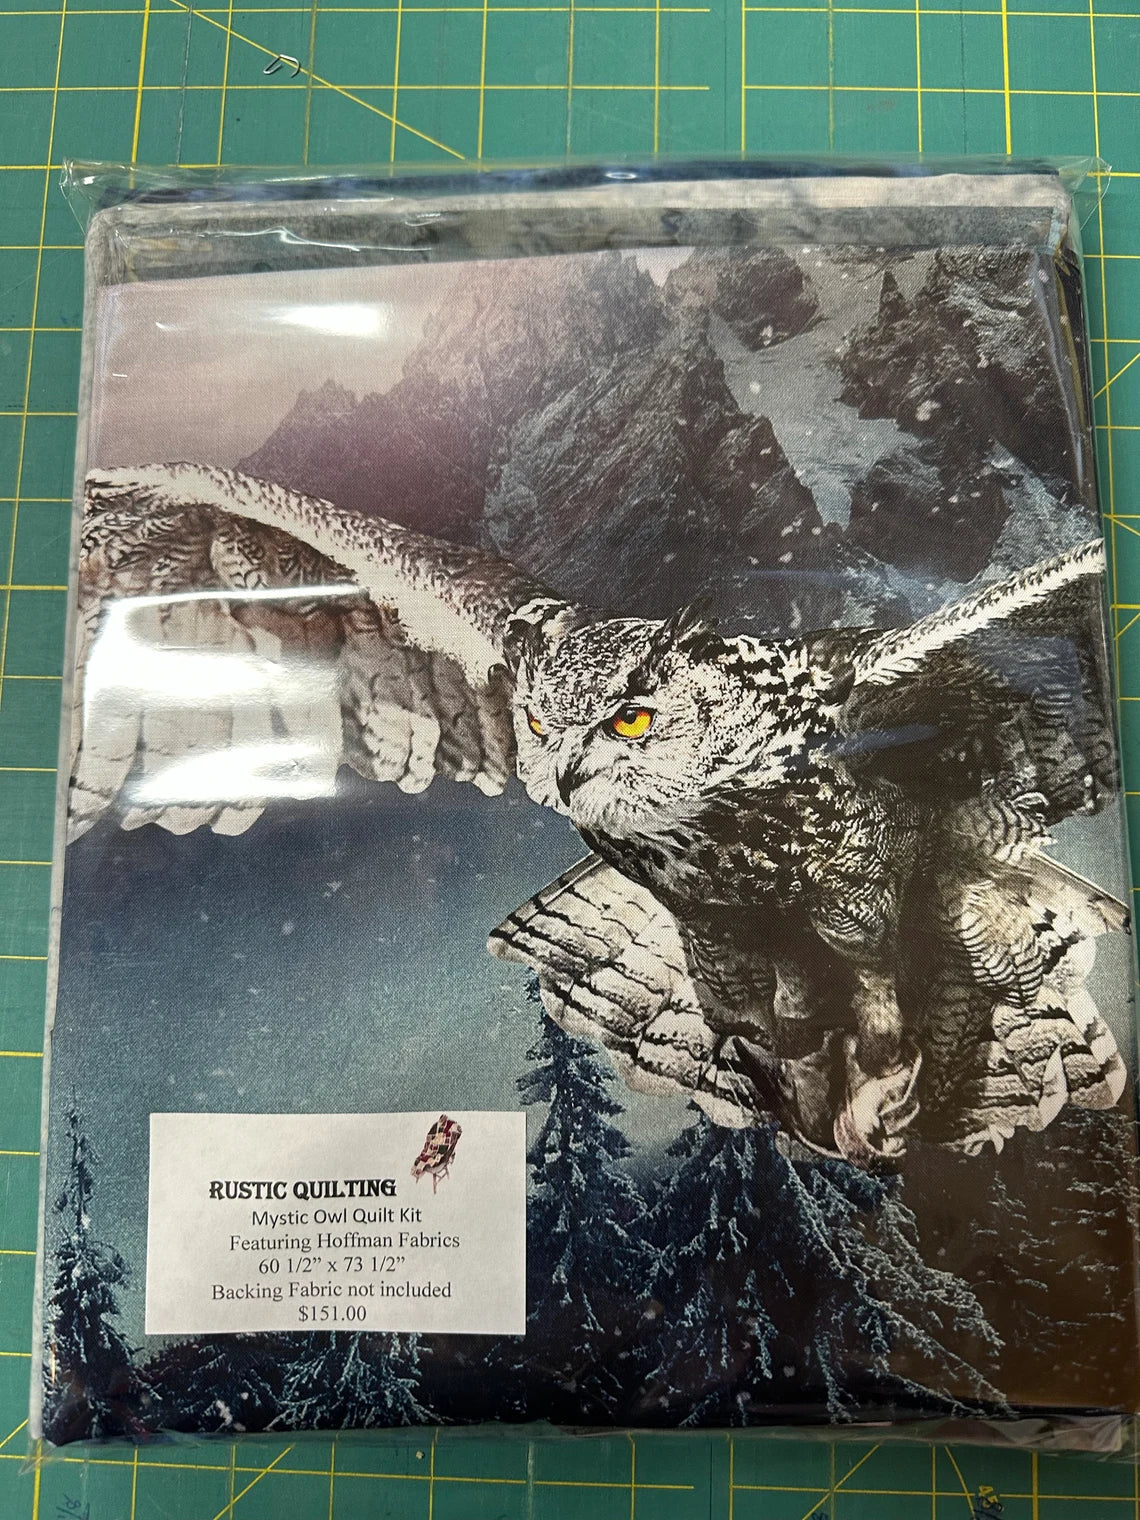 RUSTIC QUILTING
Mystic Owl Quilt Kit
Featuring Hoffman Fabrics
60 1/2” x 73 1/2”
Backing Fabric not included
$151.00